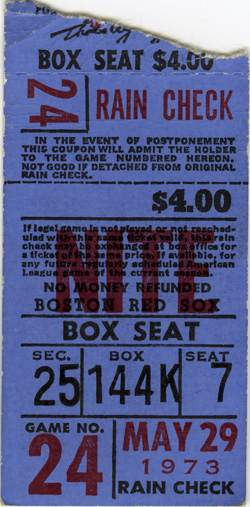 BOX SEAT $4.00
24
RAIN CHECK
IN THE EVENT OF POSTPONEMENT
THIS COUPON WILL ADMIT THE HOLDER
TO THE GAME NUMBERED HEREON.
NOT GOOD IF DETACHED FROM ORIGINAL
RAIN CHECK.
$4.00
If legal game is not played or not resched-
uled with this same ticket valid, this rain
check may be exchanged at box office for
a ticket of the same price, if available, for
any future regularly scheduled American
League game of the current season.
NO MONEY REFUNDED
BOSTON RED SOX
BOX SEAT
SEC. BOX SEAT
25 144K 7
GAME NO.
24
MAY 29
1973
RAIN CHECK